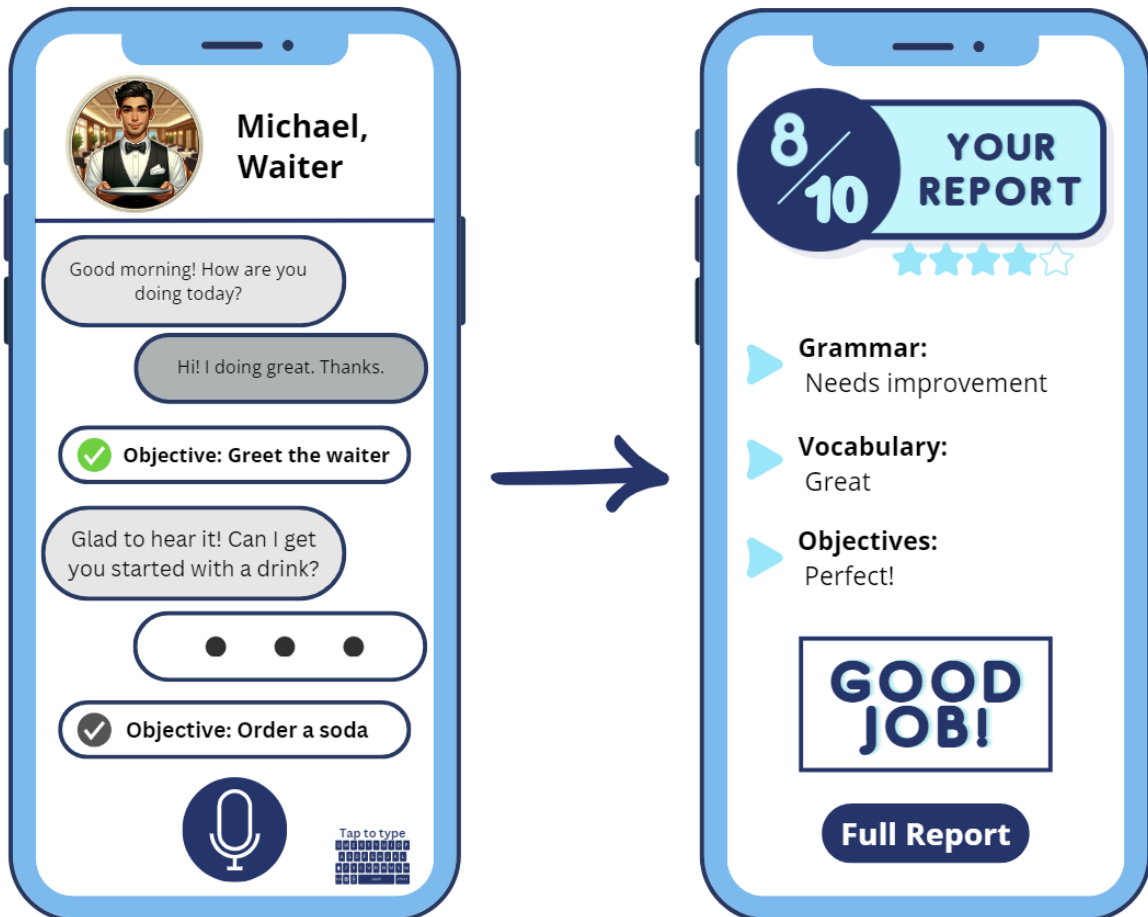 Michael,
Waiter
Good morning! How are you
doing today?
Hi! I doing great. Thanks.
Objective: Greet the waiter
Glad to hear it! Can I get
you started with a drink?
Objective: Order a soda
Tap to type
8/10
YOUR
REPORT
Grammar:
Needs improvement
Vocabulary:
Great
Objectives:
Perfect!
GOOD
JOB!
Full Report